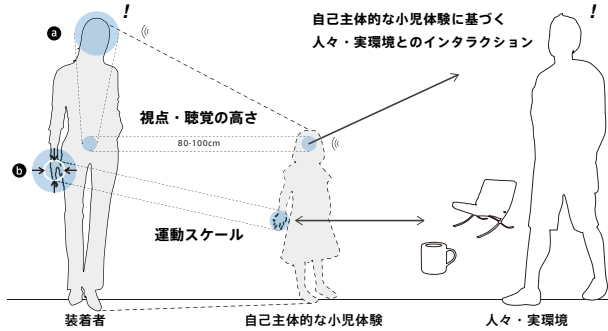 !
!
ⓐ
自己主体的な小児体験に基づく
人々・実環境とのインタラクション
視点・聴覚の高さ
80-100cm
ⓑ
運動スケール
装着者
自己主体的な小児体験
人々・実環境